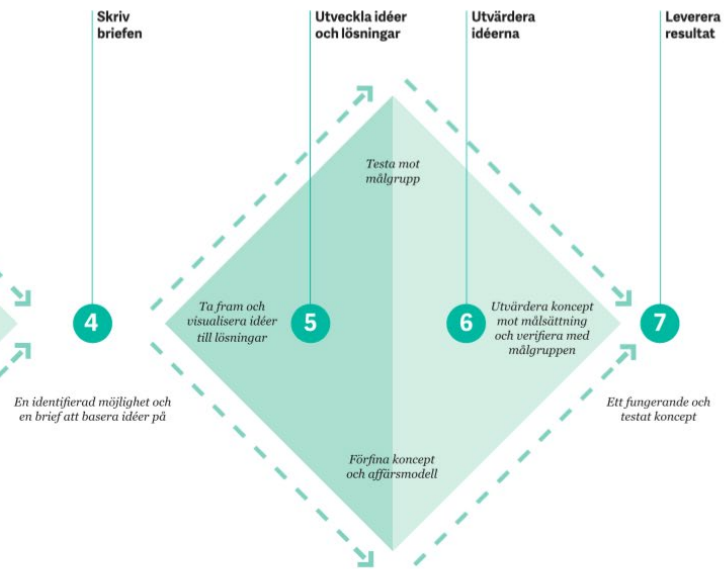 Skriv
briefen
Utveckla idéer
och lösningar
Utvärdera
idéerna
Leverera
resultat
Testa mot
målgrupp
4
Ta fram och
visualisera idéer
till lösningar
5
6
Utvärdera koncept
mot målsättning
och verifiera med
målgruppen
7
En identifierad möjlighet och
en brief att basera idéer på
Ett fungerande och
testat koncept
Förfina koncept
och affärsmodell